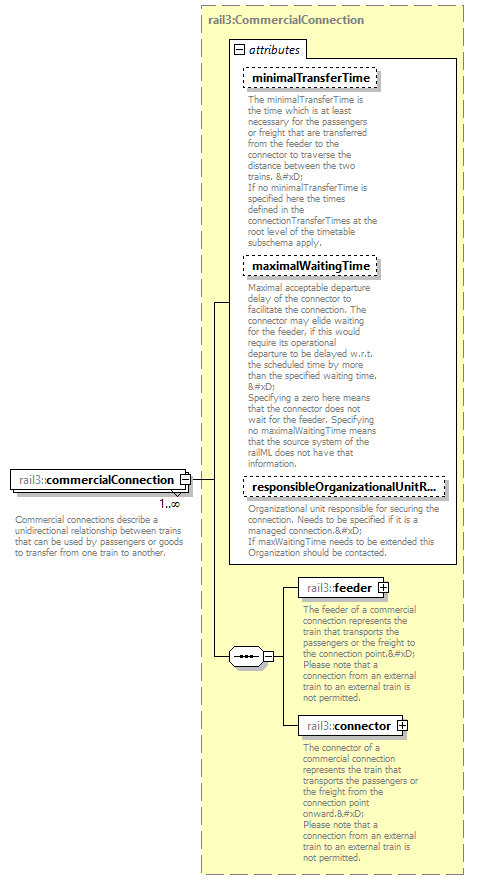 rail3:CommercialConnection
attributes
minimalTransferTime
The minimalTransferTime is
the time which is at least
necessary for the passengers
or freight that are transferred
from the feeder to the
connector to traverse the
distance between the two
trains. &#xD;
If no minimalTransferTime is
specified here the times
defined in the
connectionTransferTimes at the
root level of the timetable
subschema apply.
maximalWaitingTime
Maximal acceptable departure
delay of the connector to
facilitate the connection. The
connector may elide waiting
for the feeder, if this would
require its operational
departure to be delayed w.r.t.
the scheduled time by more
than the specified waiting time.
&#xD;
Specifying a zero here means
that the connector does not
wait for the feeder. Specifying
no maximalWaitingTime means
that the source system of the
railML does not have that
information.
rail3::commercialConnection
1..∞
Commercial connections describe a
unidirectional relationship between trains
that can be used by passengers or goods
to transfer from one train to another.
responsibleOrganizationalUnitR...
Organizational unit responsible for securing the
connection. Needs to be specified if it is a
managed connection.&#xD;
If maxWaitingTime needs to be extended this
Organization should be contacted.
rail3::feeder
The feeder of a commercial
connection represents the
train that transports the
passengers or the freight to
the connection point.&#xD;
Please note that a
connection from an external
train to an external train is
not permitted.
rail3::connector
The connector of a
commercial connection
represents the train that
transports the passengers or
the freight from the
connection point
onward.&#xD;
Please note that a
connection from an external
train to an external train is
not permitted.